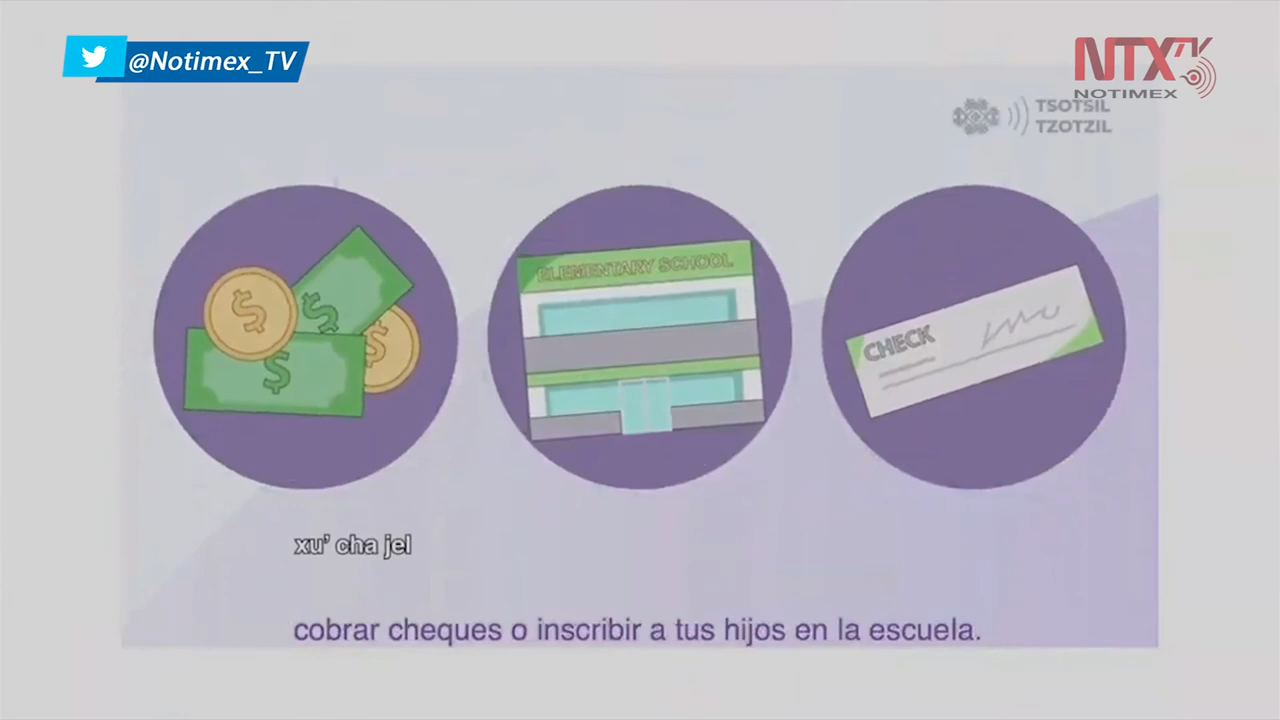 @Notimex_TV
NTX TV
NOTIMEX
TSOTSIL
TZOTZIL
$
$
$
$
ELEMENTARY SCHOOL
CHECK
xu' cha jel
cobrar cheques o inscribir a tus hijos en la escuela.